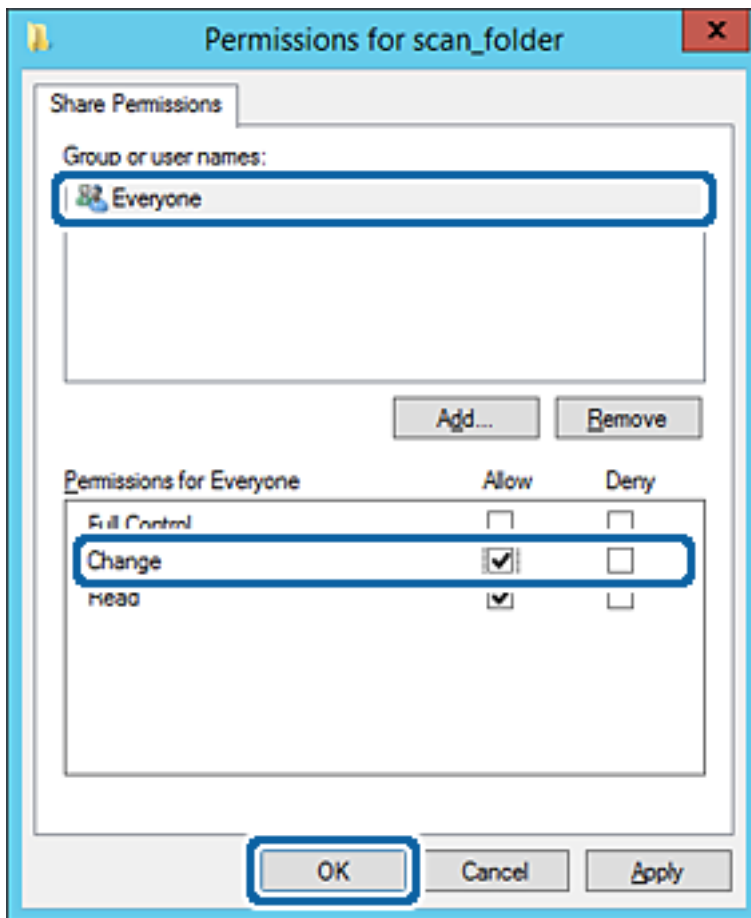 Permissions for scan_folder
x
Share Permissions
Group or user names:
Everyone
Add... Remove
Permissions for Everyone Allow Deny
Full Control
Change
Read
OK Cancel Apply